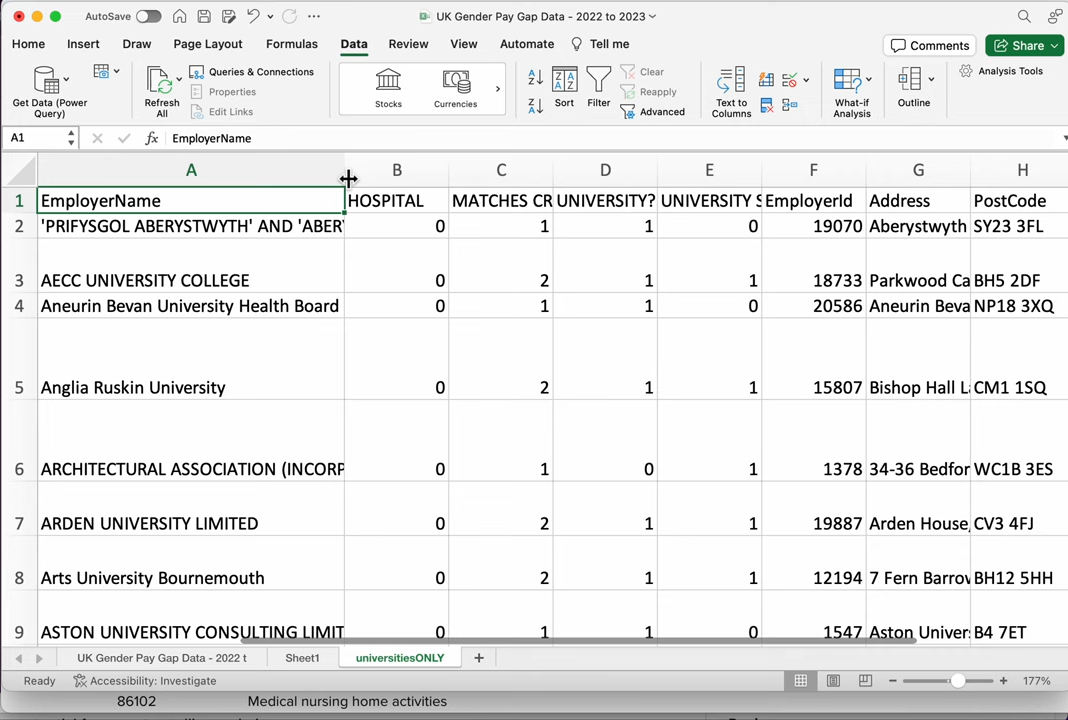 AutoSave UK Gender Pay Gap Data - 2022 to 2023
Home Insert Draw Page Layout Formulas Data Review View Automate Tell me Comments Share
Get Data (Power Query) Refresh All Queries & Connections Properties Edit Links Stocks Currencies A Z Z A Sort Filter Clear Reapply Advanced Text to Columns What-if Analysis Outline Analysis Tools
A1 fx EmployerName
A B C D E F G H
1 EmployerName HOSPITAL MATCHES CR UNIVERSITY? UNIVERSITY S EmployerId Address PostCode
2 'PRIFYSGOL ABERYSTWYTH' AND 'ABER 0 1 1 0 19070 Aberystwyth SY23 3FL
3 AECC UNIVERSITY COLLEGE 0 2 1 1 18733 Parkwood Ca BH5 2DF
4 Aneurin Bevan University Health Board 0 1 1 0 20586 Aneurin Beva NP18 3XQ
5 Anglia Ruskin University 0 2 1 1 15807 Bishop Hall L CM1 1SQ
6 ARCHITECTURAL ASSOCIATION (INCORP 0 1 0 1 1378 34-36 Bedfor WC1B 3ES
7 ARDEN UNIVERSITY LIMITED 0 2 1 1 19887 Arden House, CV3 4FJ
8 Arts University Bournemouth 0 2 1 1 12194 7 Fern Barrow BH12 5HH
9 ASTON UNIVERSITY CONSULTING LIMIT 0 1 1 0 1547 Aston Univer B4 7ET
UK Gender Pay Gap Data - 2022 t Sheet1 universitiesONLY +
Ready Accessibility: Investigate 177%
86102 Medical nursing home activities